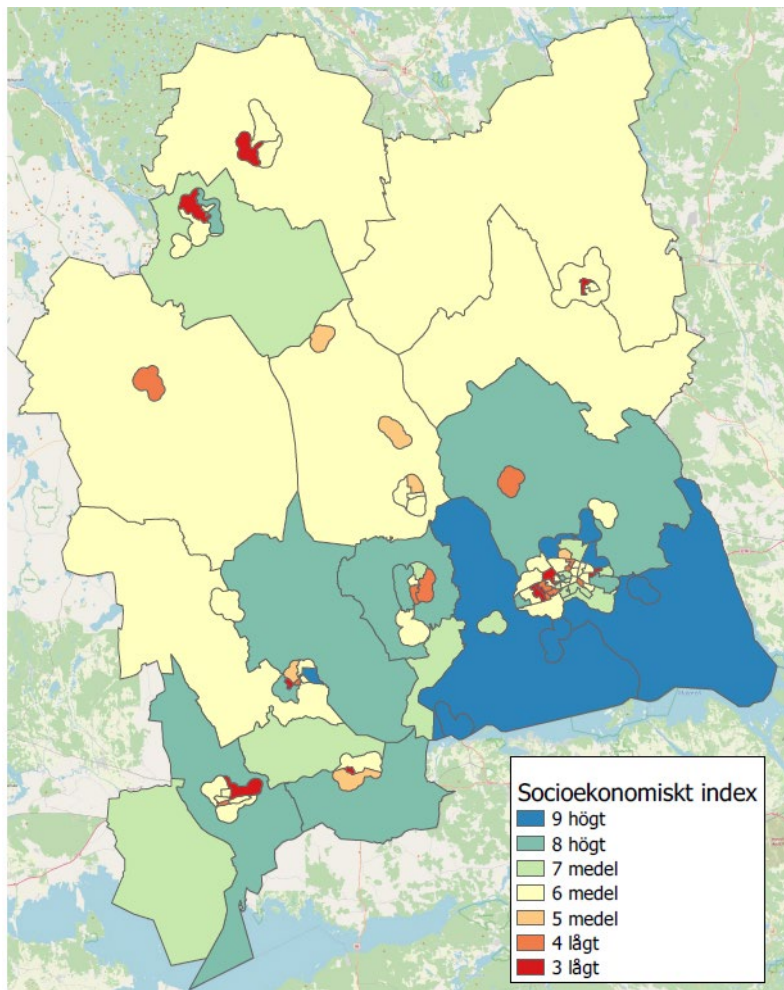 Socioekonomiskt index
9 högt
8 högt
7 medel
6 medel
5 medel
4 lågt
3 lågt